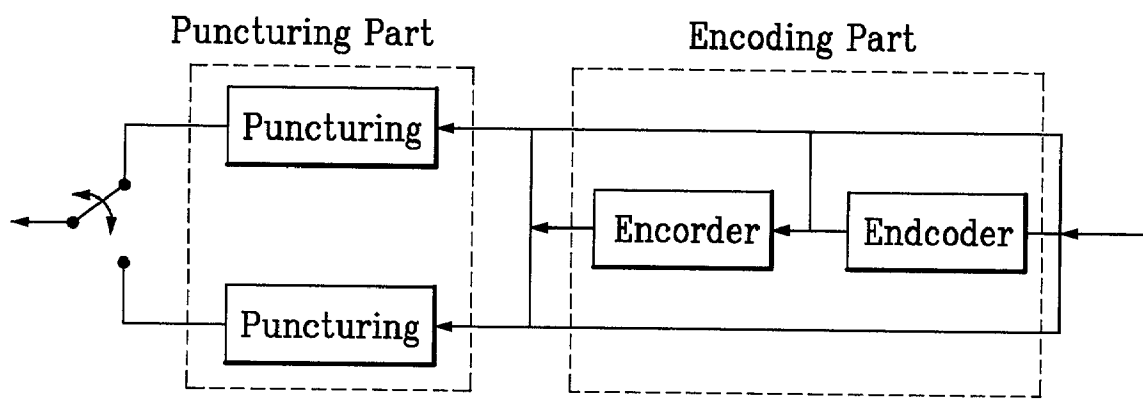 Puncturing Part
Encoding Part
Puncturing
Encorder
Endcoder
Puncturing